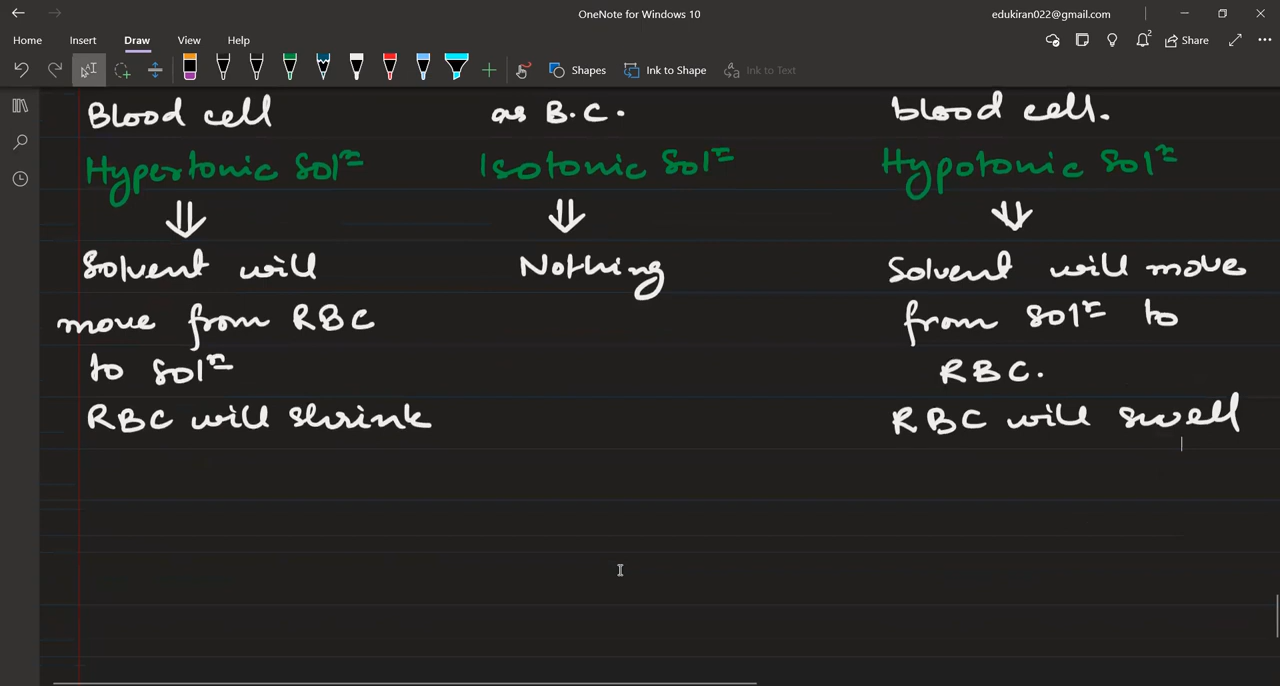 OneNote for Windows 10
edukiran022@gmail.com
Home Insert Draw View Help
Share
Shapes Ink to Shape Ink to Text
Blood cell
Hypertonic Solⁿ
⇓
Solvent will
move from RBC
to Solⁿ
RBC will shrink
as B.C.
Isotonic Solⁿ
⇓
Nothing
blood cell.
Hypotonic Solⁿ
⇓
Solvent will move
from Solⁿ to
RBC.
RBC will swell